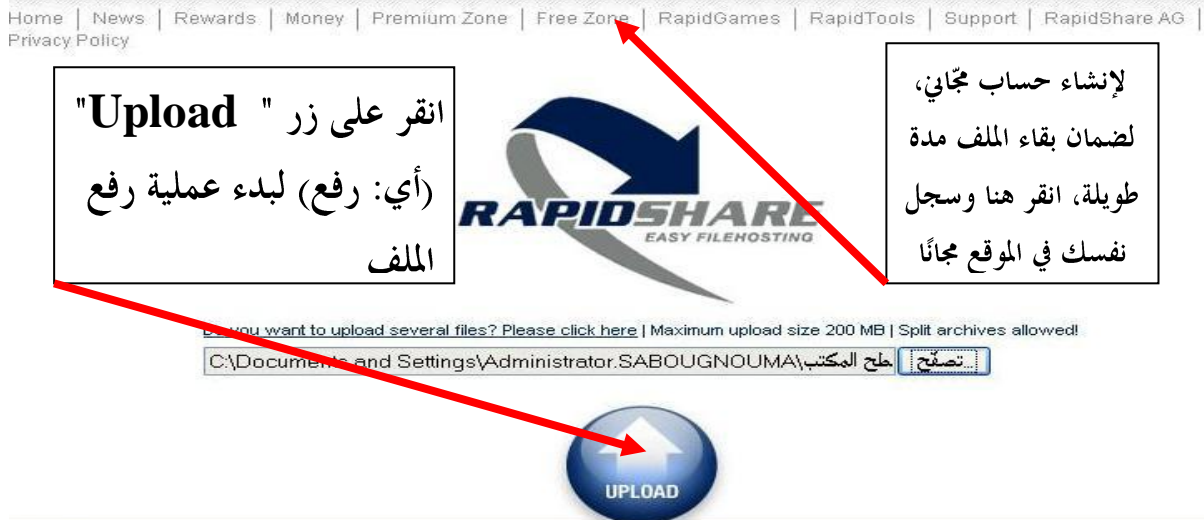 Home | News | Rewards | Money | Premium Zone | Free Zone | RapidGames | RapidTools | Support | RapidShare AG |
Privacy Policy
انقر على زر " Upload"
(أي: رفع) لبدء عملية رفع
الملف
لإنشاء حساب مجّاني،
لضمان بقاء الملف مدة
طويلة، انقر هنا وسجل
نفسك في الموقع مجانًا
RAPIDSHARE
EASY FILEHOSTING
Do you want to upload several files? Please click here | Maximum upload size 200 MB | Split archives allowed!
C:\Documents and Settings\Administrator.SABOUGNOUMA\طح المكتب
تصفّح...
UPLOAD